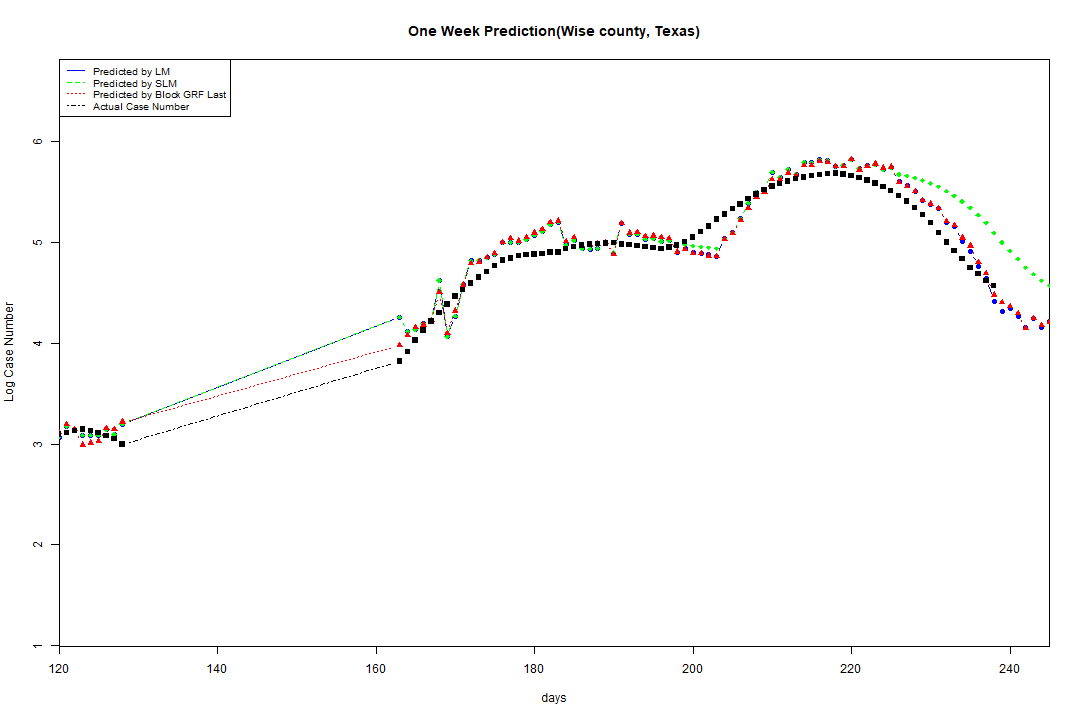 One Week Prediction(Wise county, Texas)
Predicted by LM
Predicted by SLM
Predicted by Block GRF Last
Actual Case Number
6
5
4
3
2
1
Log Case Number
120 140 160 180 200 220 240
days